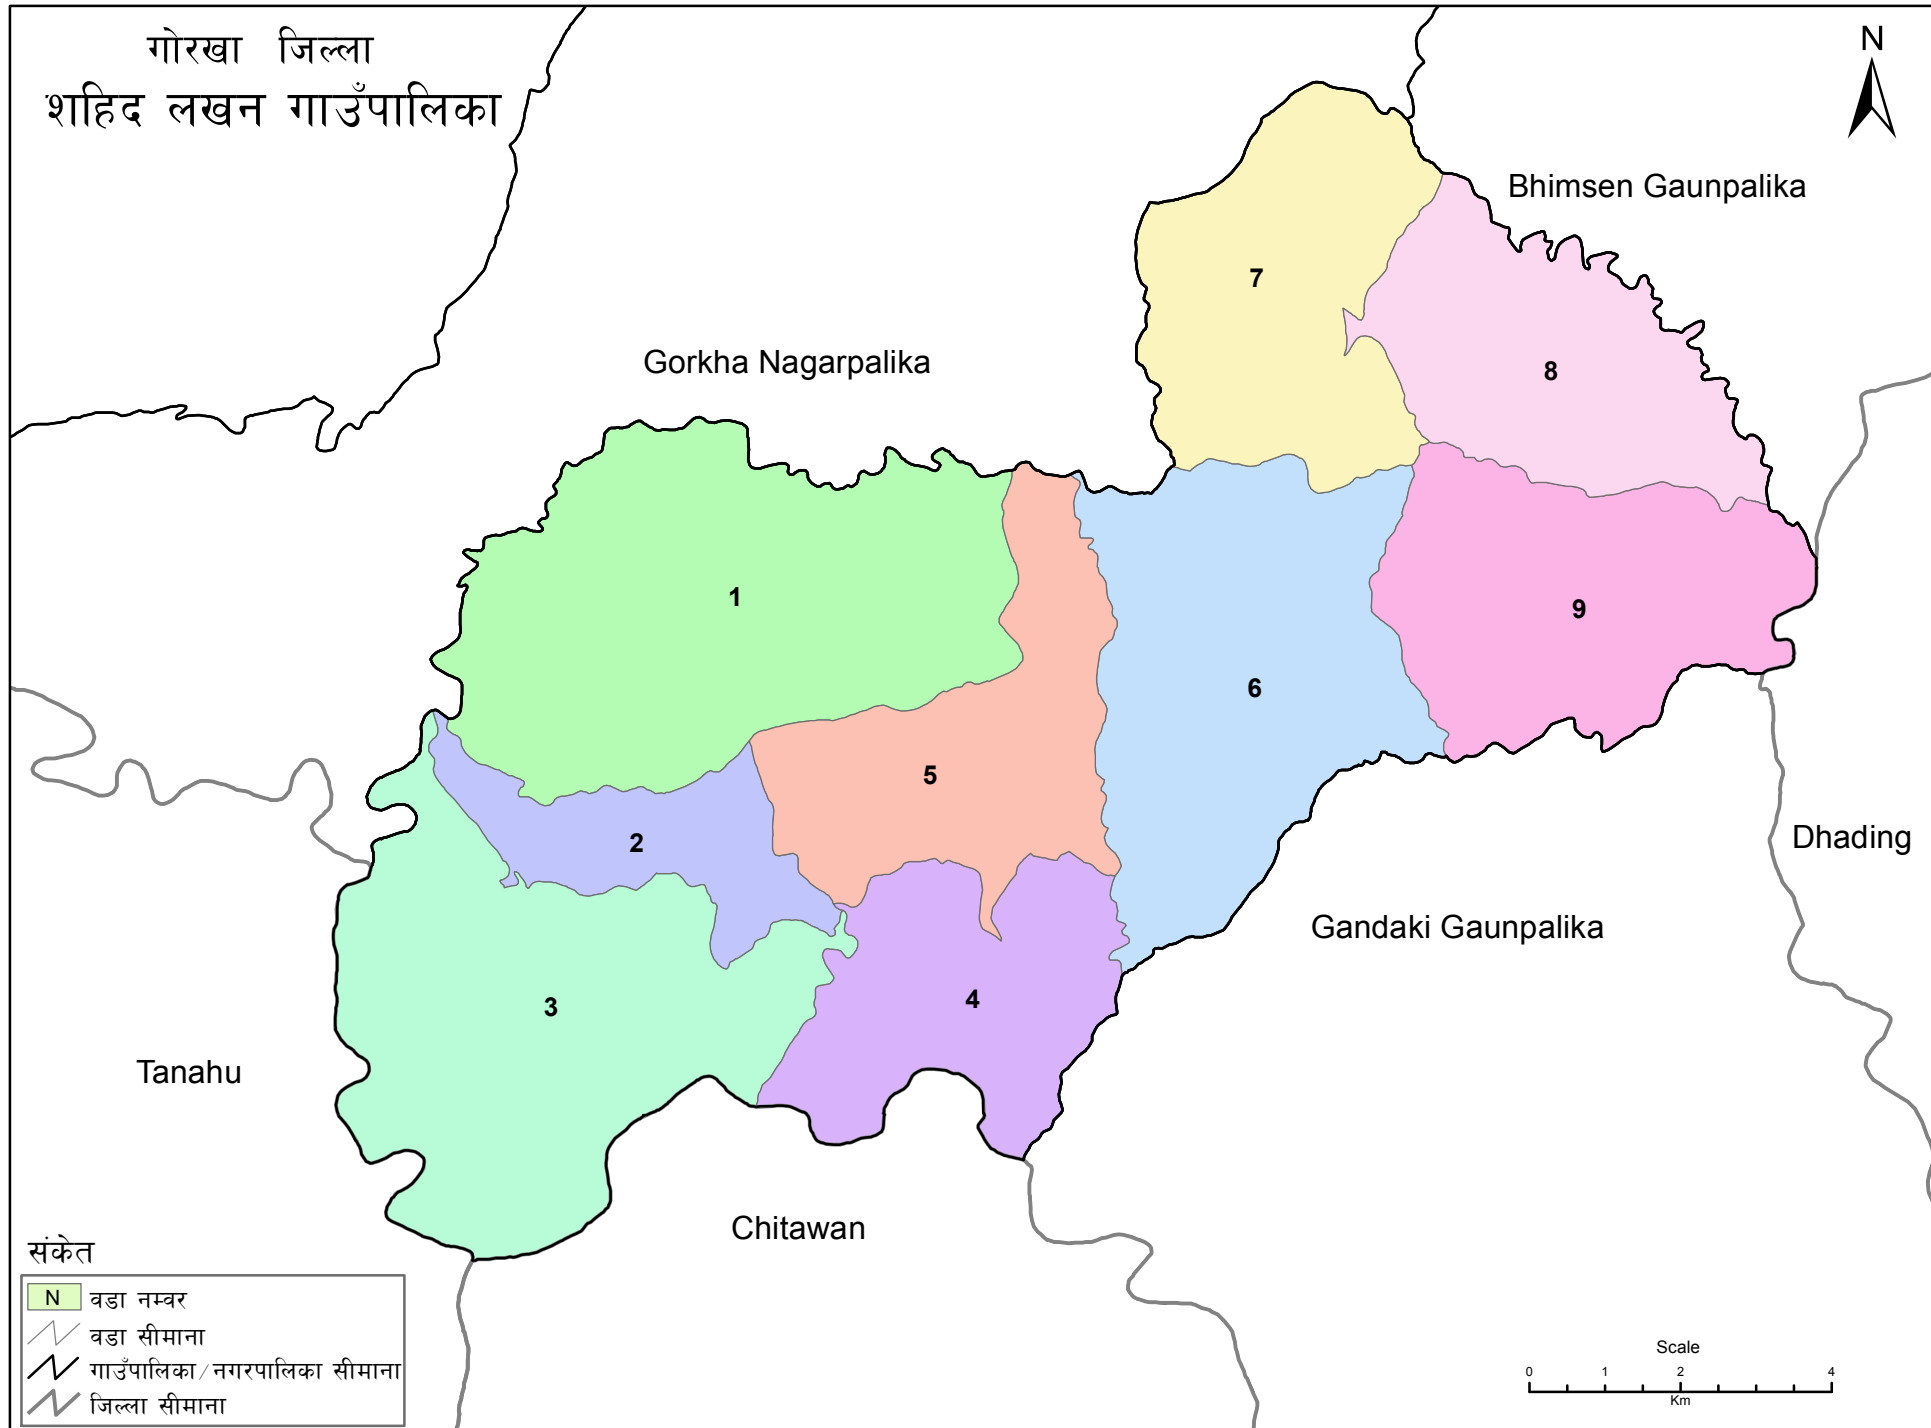 गोरखा जिल्ला
शहिद लखन गाउँपालिका
N
Bhimsen Gaunpalika
7
Gorkha Nagarpalika
8
1
9
6
5
2
Dhading
Gandaki Gaunpalika
4
3
Tanahu
Chitawan
संकेत
N वडा नम्वर
वडा सीमाना
गाउँपालिका/नगरपालिका सीमाना
जिल्ला सीमाना
Scale
0 1 2 4
Km